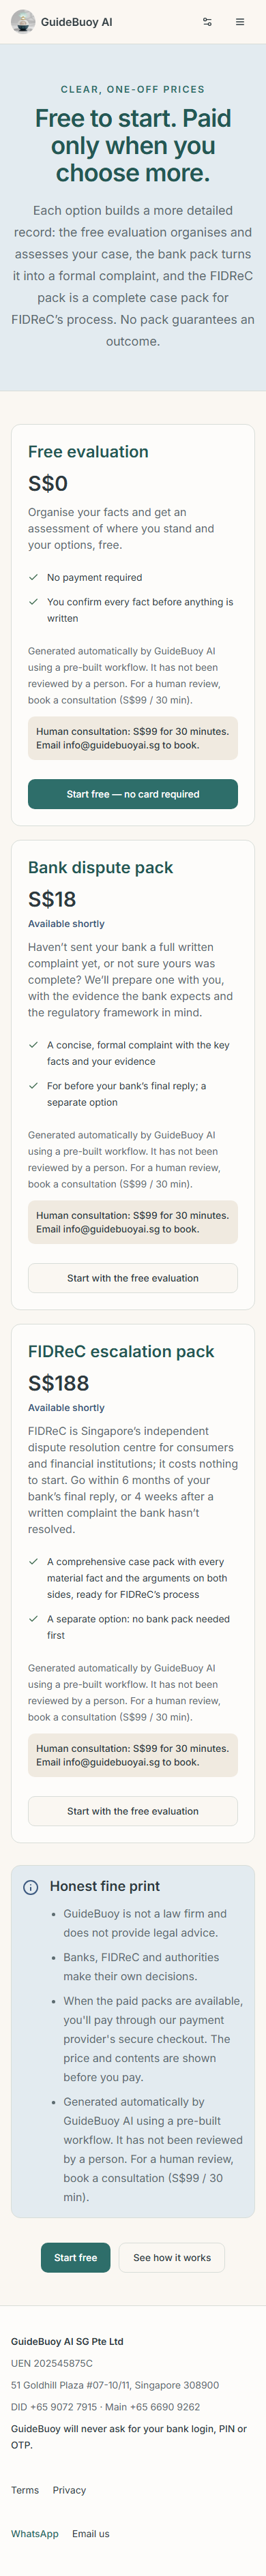 GuideBuoy AI
CLEAR, ONE-OFF PRICES
Free to start. Paid
only when you
choose more.
Each option builds a more detailed
record: the free evaluation organises and
assesses your case, the bank pack turns
it into a formal complaint, and the FIDReC
pack is a complete case pack for
FIDReC’s process. No pack guarantees an
outcome.
Free evaluation
S$0
Organise your facts and get an
assessment of where you stand and
your options, free.
No payment required
You confirm every fact before anything is
written
Generated automatically by GuideBuoy AI
using a pre-built workflow. It has not been
reviewed by a person. For a human review,
book a consultation (S$99 / 30 min).
Human consultation: S$99 for 30 minutes.
Email info@guidebuoyai.sg to book.
Start free — no card required
Bank dispute pack
S$18
Available shortly
Haven’t sent your bank a full written
complaint yet, or not sure yours was
complete? We’ll prepare one with you,
with the evidence the bank expects and
the regulatory framework in mind.
A concise, formal complaint with the key
facts and your evidence
For before your bank’s final reply; a
separate option
Generated automatically by GuideBuoy AI
using a pre-built workflow. It has not been
reviewed by a person. For a human review,
book a consultation (S$99 / 30 min).
Human consultation: S$99 for 30 minutes.
Email info@guidebuoyai.sg to book.
Start with the free evaluation
FIDReC escalation pack
S$188
Available shortly
FIDReC is Singapore’s independent
dispute resolution centre for consumers
and financial institutions; it costs nothing
to start. Go within 6 months of your
bank’s final reply, or 4 weeks after a
written complaint the bank hasn’t
resolved.
A comprehensive case pack with every
material fact and the arguments on both
sides, ready for FIDReC’s process
A separate option: no bank pack needed
first
Generated automatically by GuideBuoy AI
using a pre-built workflow. It has not been
reviewed by a person. For a human review,
book a consultation (S$99 / 30 min).
Human consultation: S$99 for 30 minutes.
Email info@guidebuoyai.sg to book.
Start with the free evaluation
Honest fine print
• GuideBuoy is not a law firm and
does not provide legal advice.
• Banks, FIDReC and authorities
make their own decisions.
• When the paid packs are available,
you'll pay through our payment
provider's secure checkout. The
price and contents are shown
before you pay.
• Generated automatically by
GuideBuoy AI using a pre-built
workflow. It has not been reviewed
by a person. For a human review,
book a consultation (S$99 / 30
min).
Start free
See how it works
GuideBuoy AI SG Pte Ltd
UEN 202545875C
51 Goldhill Plaza #07-10/11, Singapore 308900
DID +65 9072 7915 · Main +65 6690 9262
GuideBuoy will never ask for your bank login, PIN or
OTP.
Terms Privacy
WhatsApp Email us